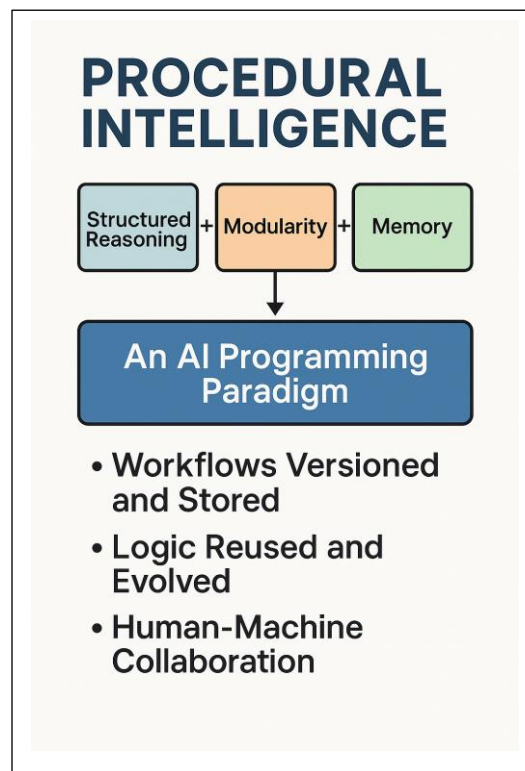 PROCEDURAL
INTELLIGENCE
Structured
Reasoning
+
Modularity
+
Memory
An AI Programming
Paradigm
• Workflows Versioned
and Stored
• Logic Reused and
Evolved
• Human-Machine
Collaboration